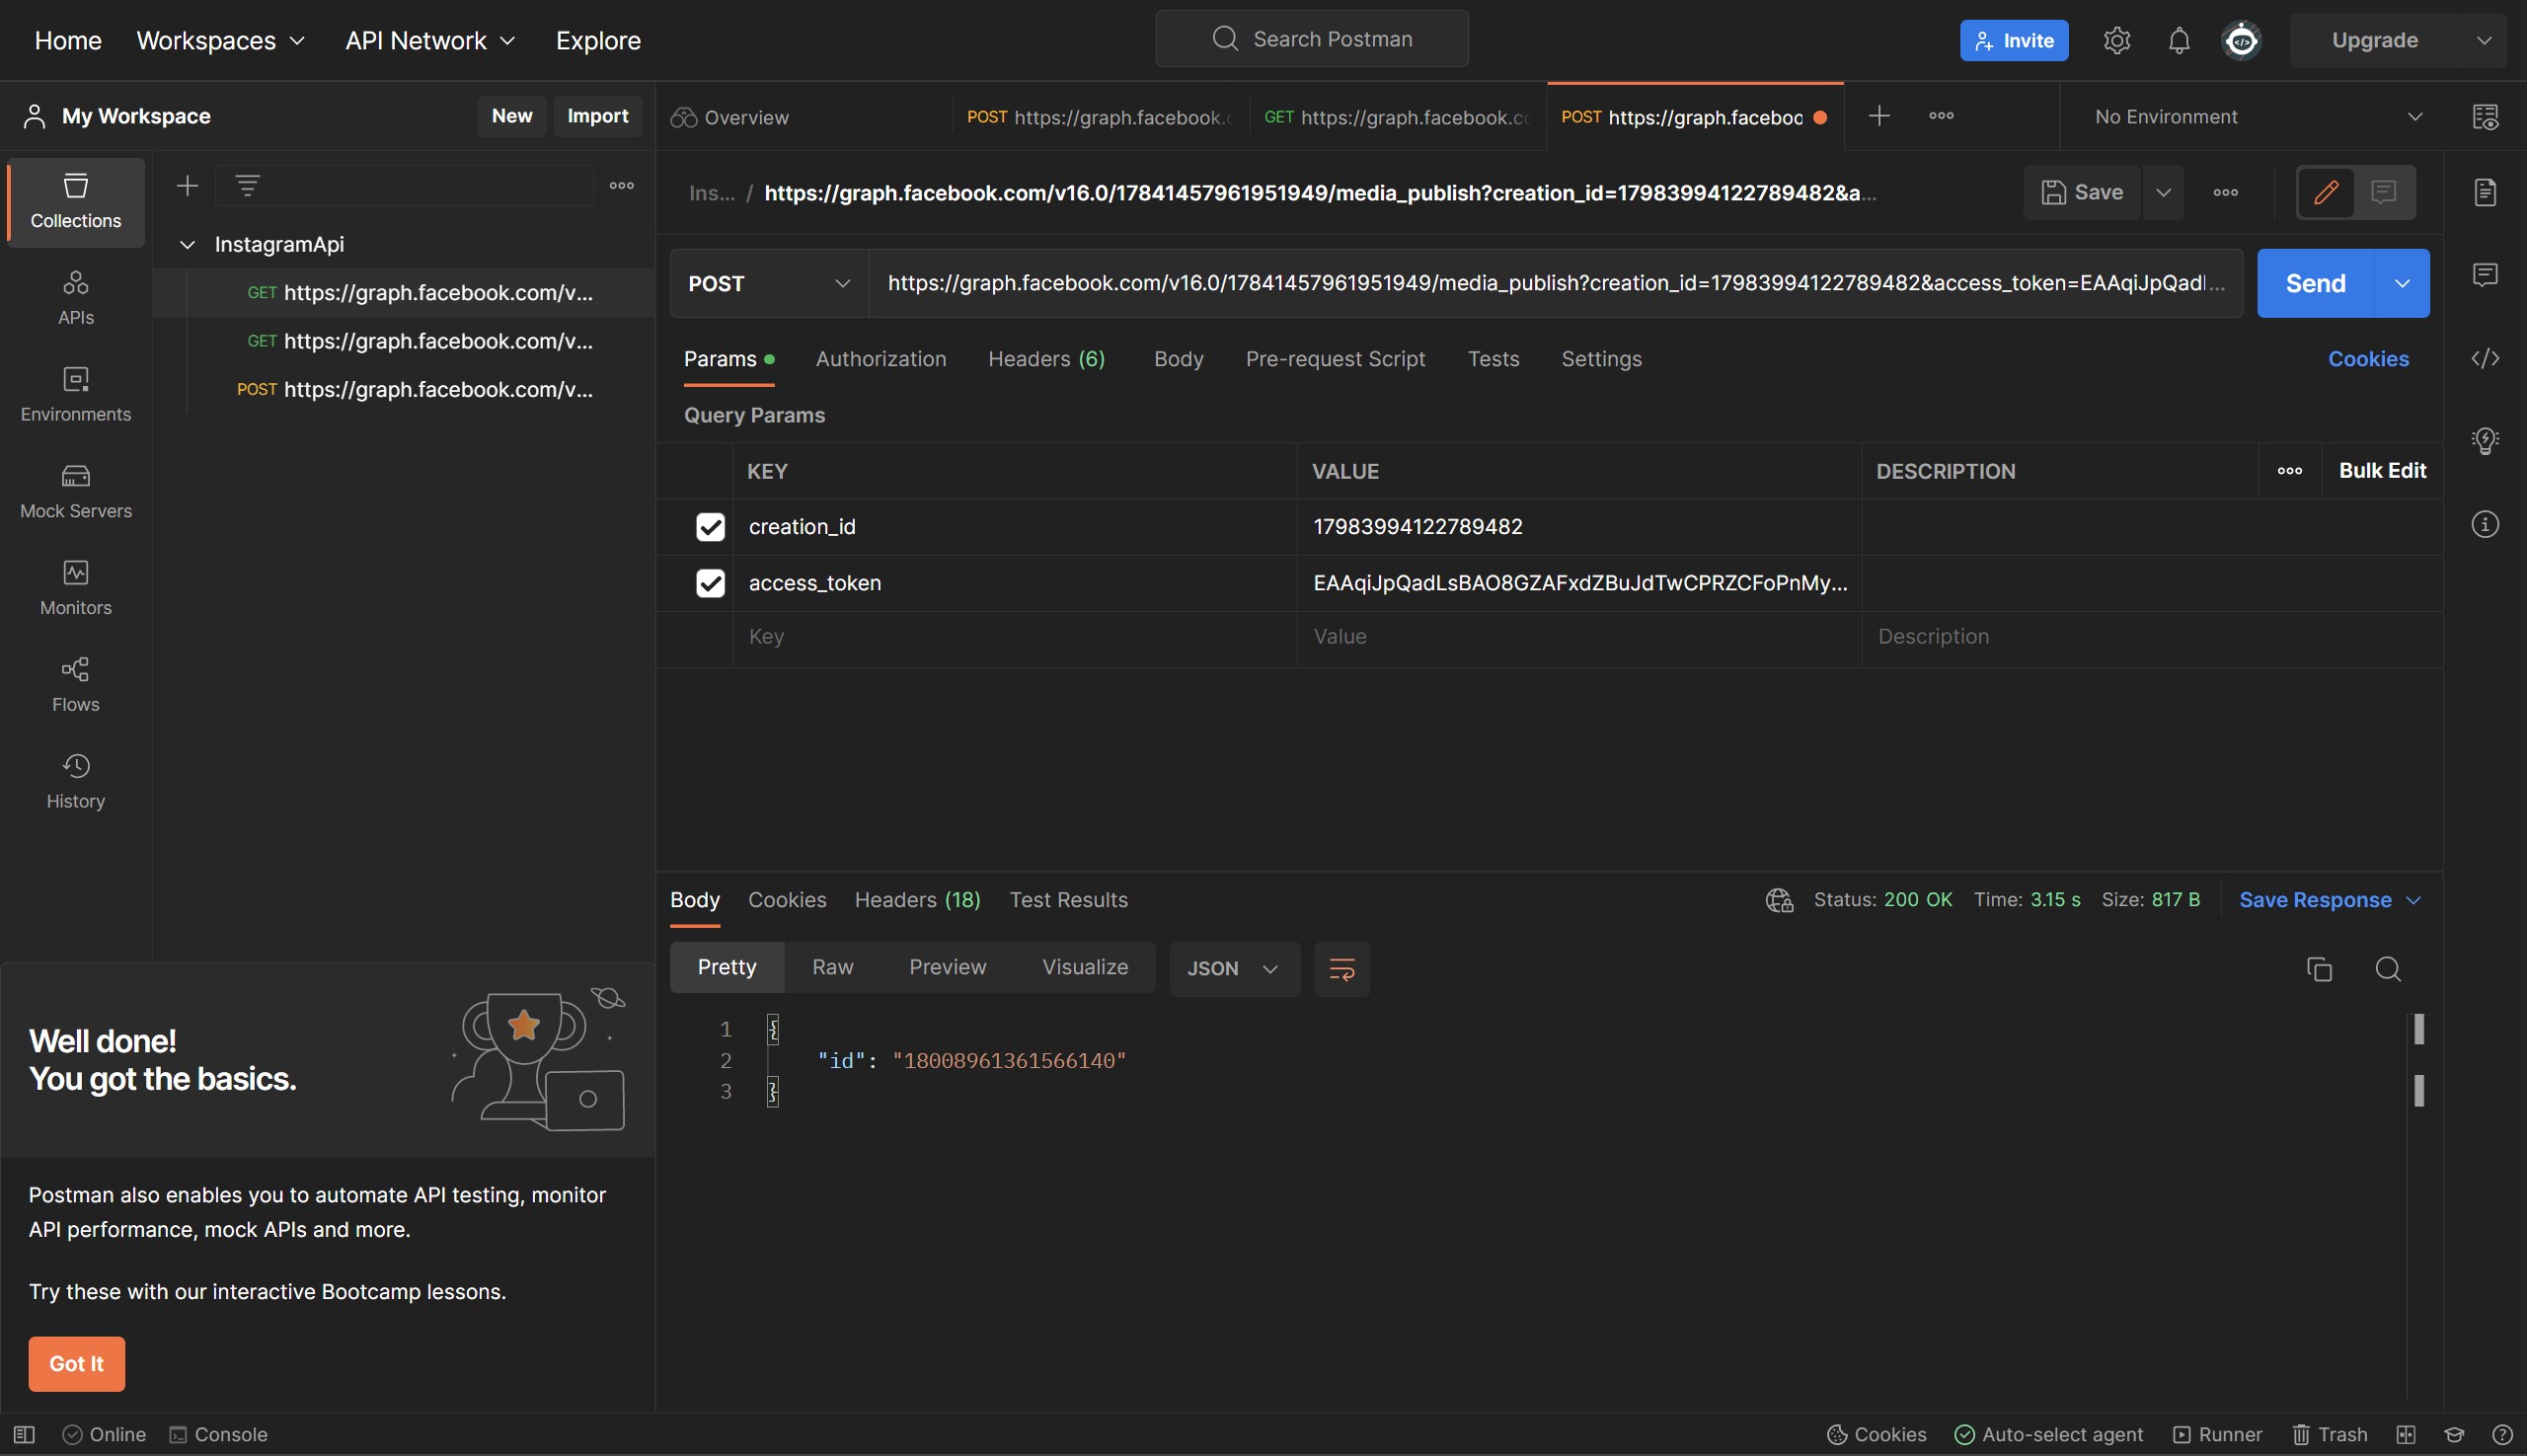 Home Workspaces API Network Explore Search Postman Invite Upgrade
My Workspace New Import
Overview POST https://graph.facebook.c GET https://graph.facebook.cc POST https://graph.faceboc No Environment
Collections
APIs
Environments
Mock Servers
Monitors
Flows
History
InstagramApi
GET https://graph.facebook.com/v...
GET https://graph.facebook.com/v...
POST https://graph.facebook.com/v...
Ins... / https://graph.facebook.com/v16.0/17841457961951949/media_publish?creation_id=17983994122789482&a... Save
POST https://graph.facebook.com/v16.0/17841457961951949/media_publish?creation_id=17983994122789482&access_token=EAAqiJpQadl... Send
Params Authorization Headers (6) Body Pre-request Script Tests Settings Cookies
Query Params
KEY VALUE DESCRIPTION Bulk Edit
creation_id 17983994122789482
access_token EAAqiJpQadLsBAO8GZAFxdZBuJdTwCPRZCFoPnMy...
Key Value Description
Body Cookies Headers (18) Test Results Status: 200 OK Time: 3.15 s Size: 817 B Save Response
Pretty Raw Preview Visualize JSON
1 {
2 "id": "18008961361566140"
3 }
Well done!
You got the basics.
Postman also enables you to automate API testing, monitor
API performance, mock APIs and more.
Try these with our interactive Bootcamp lessons.
Got It
Online Console Cookies Auto-select agent Runner Trash